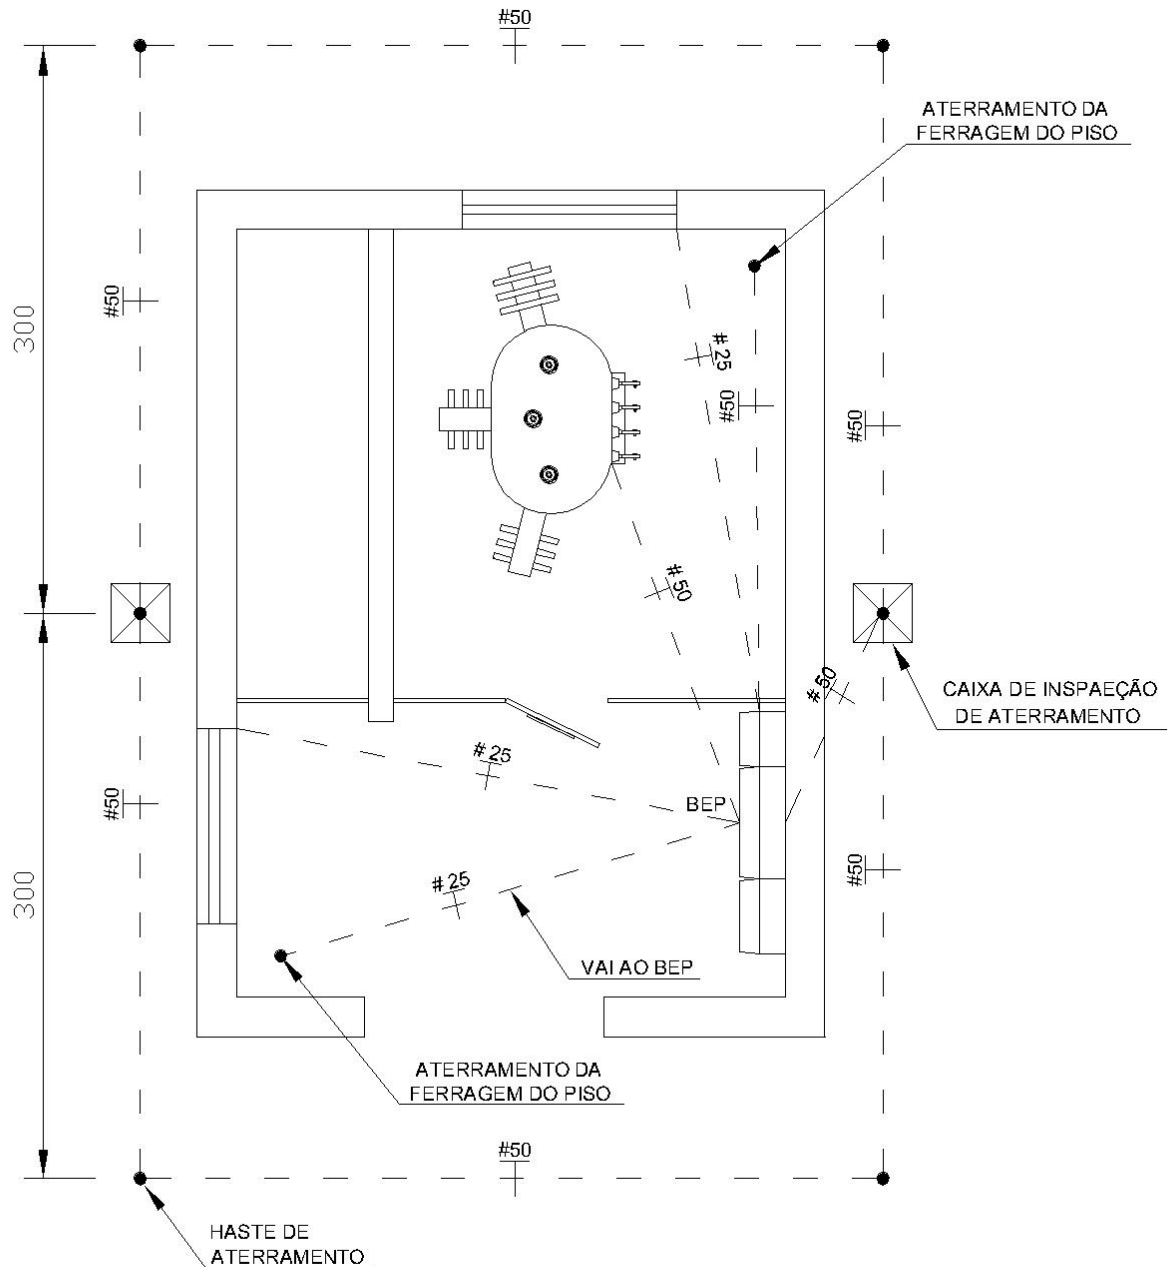 #50
ATERRAMENTO DA
FERRAGEM DO PISO
#50
300
# 25
#50
#50
# 50
# 50
CAIXA DE INSPAEÇÃO
DE ATERRAMENTO
# 25
#50
BEP
#50
300
# 25
VAI AO BEP
ATERRAMENTO DA
FERRAGEM DO PISO
#50
HASTE DE
ATERRAMENTO